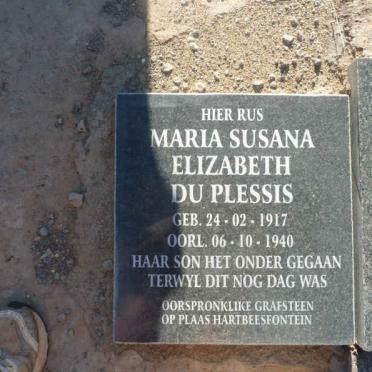 HIER RUS
MARIA SUSANA
ELIZABETH
DU PLESSIS
GEB. 24 - 02 - 1917
OORL. 06 - 10 - 1940
HAAR SON HET ONDER GEGAAN
TERWYL DIT NOG DAG WAS
OORSPRONKLIKE GRAFSTEEN
OP PLAAS HARTBEESFONTEIN